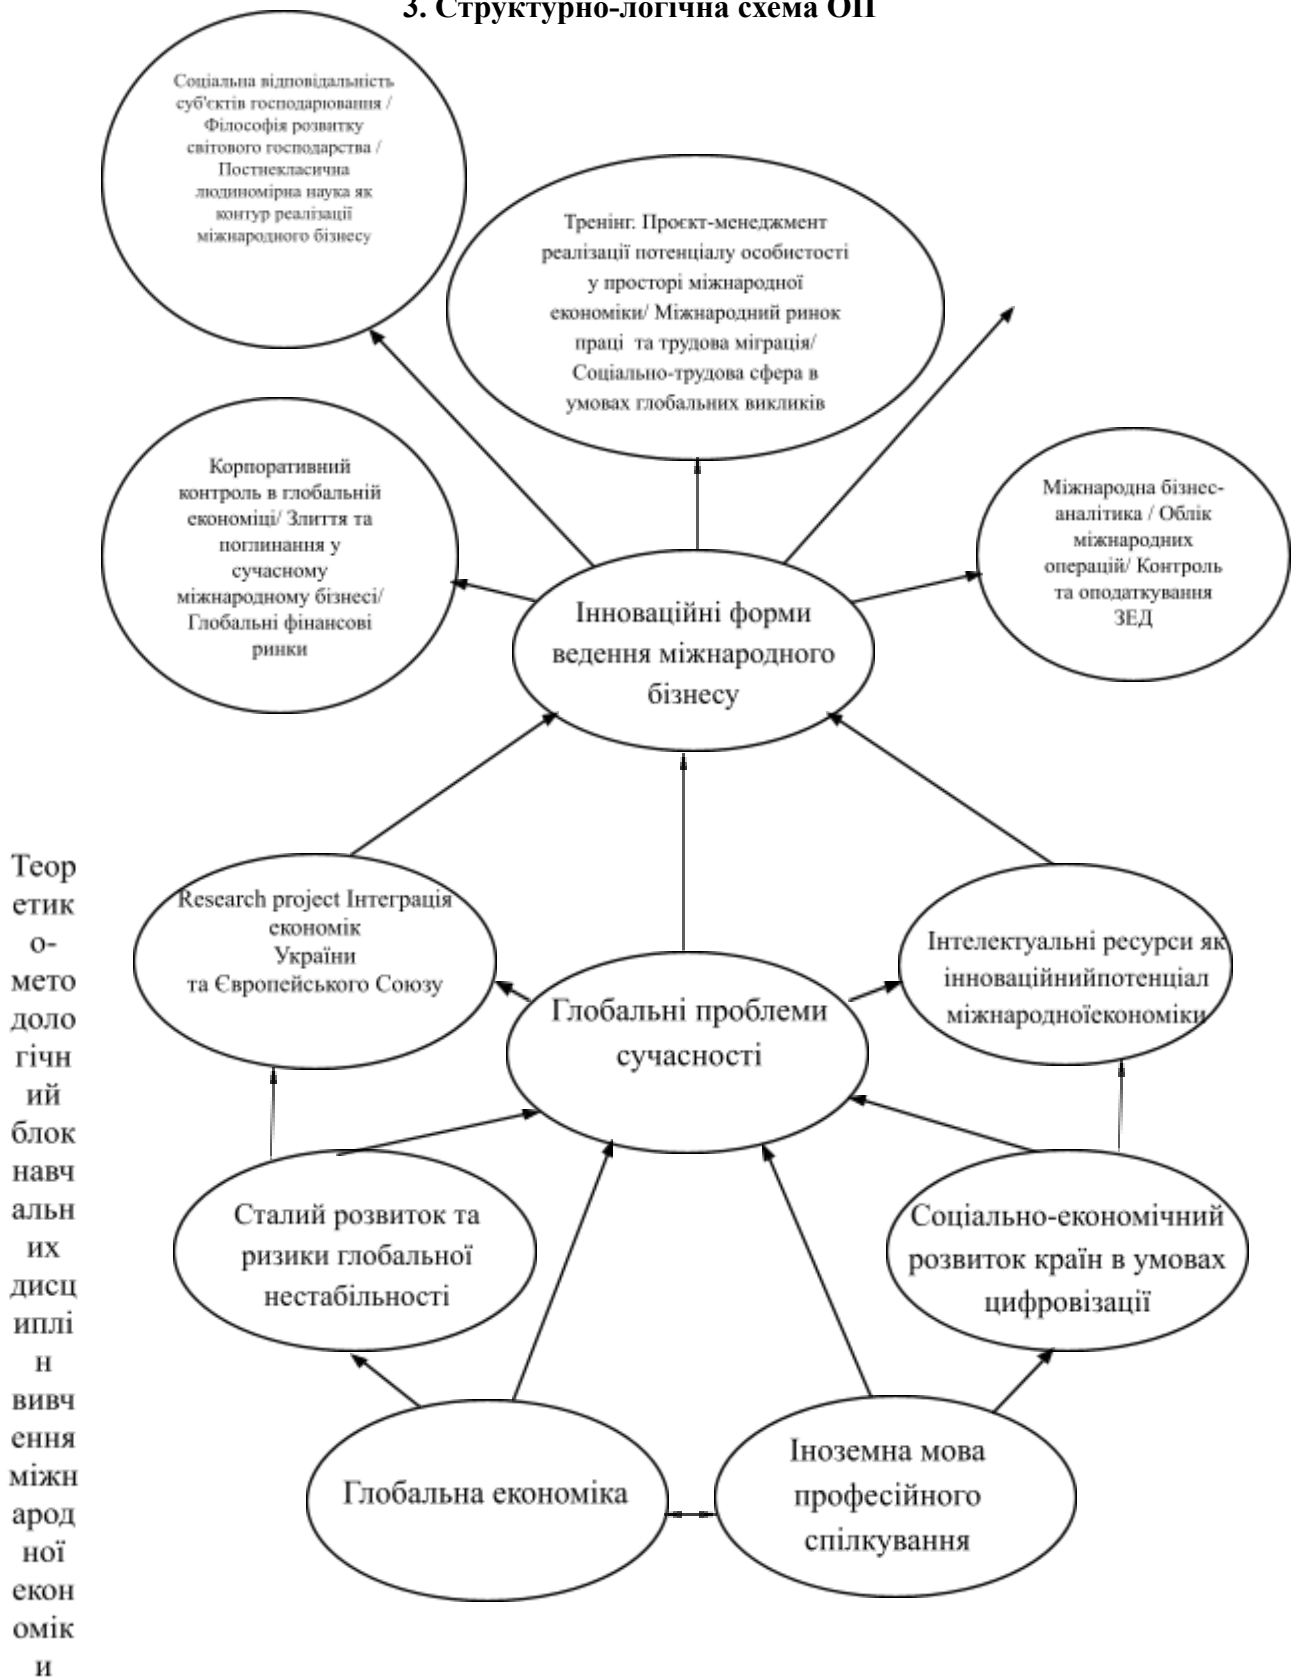 3. Структурно-логічна схема ОП
Соціальна відповідальність
суб'єктів господарювання /
Філософія розвитку
світового господарства /
Постнекласична
людиномірна наука як
контур реалізації
міжнародного бізнесу
Тренінг. Проєкт-менеджмент
реалізації потенціалу особистості
у просторі міжнародної
економіки/ Міжнародний ринок
праці та трудова міграція/
Соціально-трудова сфера в
умовах глобальних викликів
Корпоративний
контроль в глобальній
економіці/ Злиття та
поглинання у
сучасному
міжнародному бізнесі/
Глобальні фінансові
ринки
Міжнародна бізнес-
аналітика / Облік
міжнародних
операцій/ Контроль
та оподаткування
ЗЕД
Інноваційні форми
ведення міжнародного
бізнесу
Research project Інтеграція
економік
України
та Європейського Союзу
Інтелектуальні ресурси як
інноваційнийпотенціал
міжнародноїекономіки
Глобальні проблеми
сучасності
Сталий розвиток та
ризики глобальної
нестабільності
Соціально-економічний
розвиток країн в умовах
цифровізації
Глобальна економіка
Іноземна мова
професійного
спілкування
Теор
етик
о-
мето
доло
гічн
ий
блок
навч
альн
их
дисц
иплі
н
вивч
ення
міжн
арод
ної
екон
омік
и